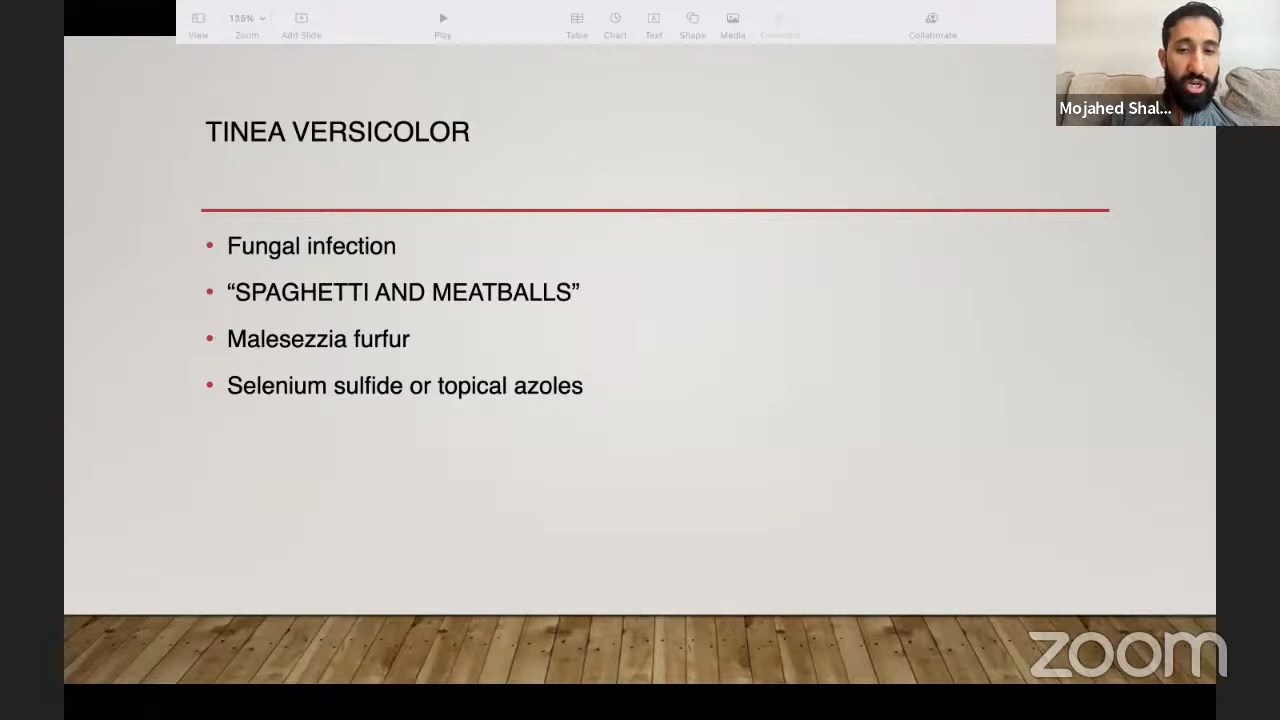 View
136%
Zoom
Add Slide
Play
Table
Chart
Text
Shape
Media
Comment
Collaborate
Mojahed Shal...
TINEA VERSICOLOR
• Fungal infection
• “SPAGHETTI AND MEATBALLS”
• Malesezzia furfur
• Selenium sulfide or topical azoles
zoom